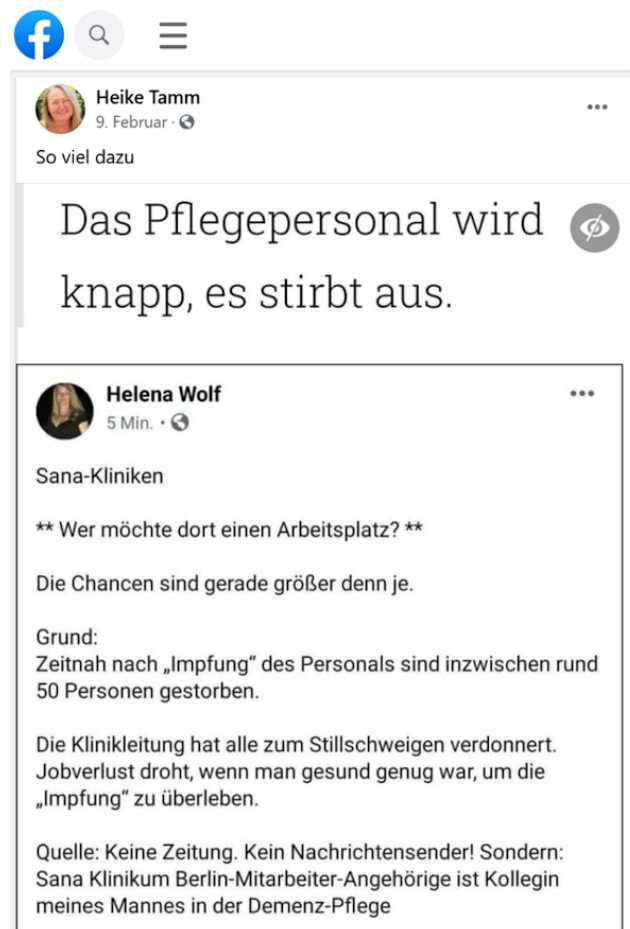 Heike Tamm
9. Februar ·
So viel dazu
Das Pflegepersonal wird
knapp, es stirbt aus.
Helena Wolf
5 Min. ·
Sana-Kliniken
** Wer möchte dort einen Arbeitsplatz? **
Die Chancen sind gerade größer denn je.
Grund:
Zeitnah nach „Impfung“ des Personals sind inzwischen rund
50 Personen gestorben.
Die Klinikleitung hat alle zum Stillschweigen verdonnert.
Jobverlust droht, wenn man gesund genug war, um die
„Impfung“ zu überleben.
Quelle: Keine Zeitung. Kein Nachrichtensender! Sondern:
Sana Klinikum Berlin-Mitarbeiter-Angehörige ist Kollegin
meines Mannes in der Demenz-Pflege